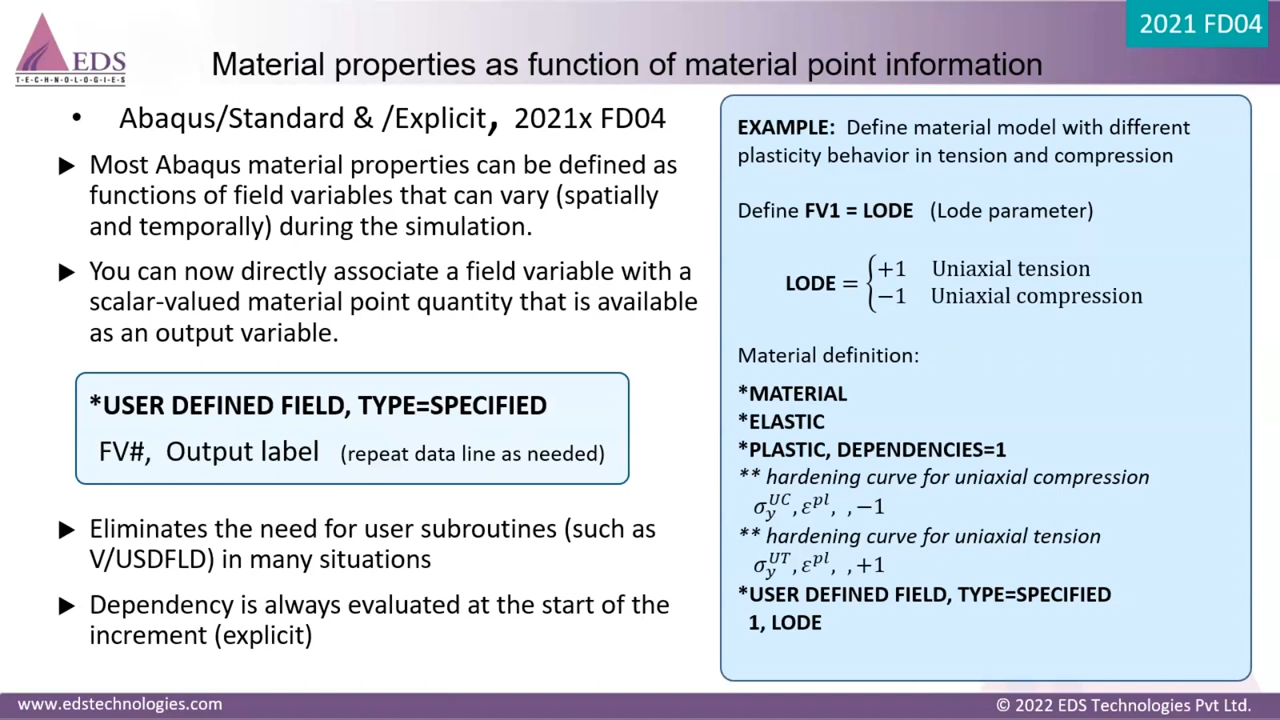 2021 FD04
EDS
T·E·C·H·N·O·L·O·G·I·E·S
Material properties as function of material point information
• Abaqus/Standard & /Explicit, 2021x FD04
▶ Most Abaqus material properties can be defined as
functions of field variables that can vary (spatially
and temporally) during the simulation.
▶ You can now directly associate a field variable with a
scalar-valued material point quantity that is available
as an output variable.
*USER DEFINED FIELD, TYPE=SPECIFIED
FV#, Output label (repeat data line as needed)
▶ Eliminates the need for user subroutines (such as
V/USDFLD) in many situations
▶ Dependency is always evaluated at the start of the
increment (explicit)
EXAMPLE: Define material model with different
plasticity behavior in tension and compression
Define FV1 = LODE (Lode parameter)
LODE = { +1 Uniaxial tension
−1 Uniaxial compression
Material definition:
*MATERIAL
*ELASTIC
*PLASTIC, DEPENDENCIES=1
** hardening curve for uniaxial compression
σ_y^{UC}, ε^{pl}, , −1
** hardening curve for uniaxial tension
σ_y^{UT}, ε^{pl}, , +1
*USER DEFINED FIELD, TYPE=SPECIFIED
1, LODE
www.edstechnologies.com
© 2022 EDS Technologies Pvt Ltd.